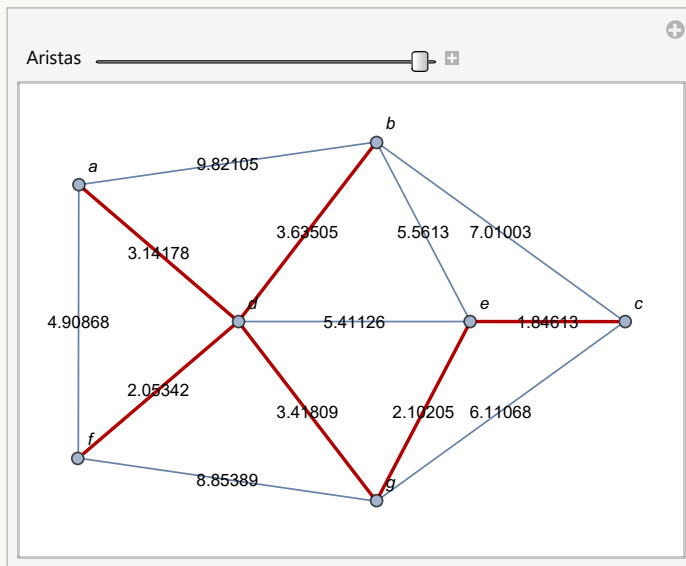 Aristas
b
a
9.82105
3.63505
5.5613
7.01003
3.14178
d
e
c
4.90868
5.41126
1.84613
2.05342
3.41809
2.10205
6.11068
f
8.85389
g